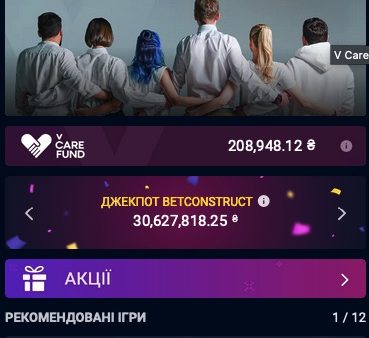 V Care
V
CARE
FUND
208,948.12 ₴
ДЖЕКПОТ BETCONSTRUCT
30,627,818.25 ₴
АКЦІЇ
РЕКОМЕНДОВАНІ ІГРИ
1 / 12